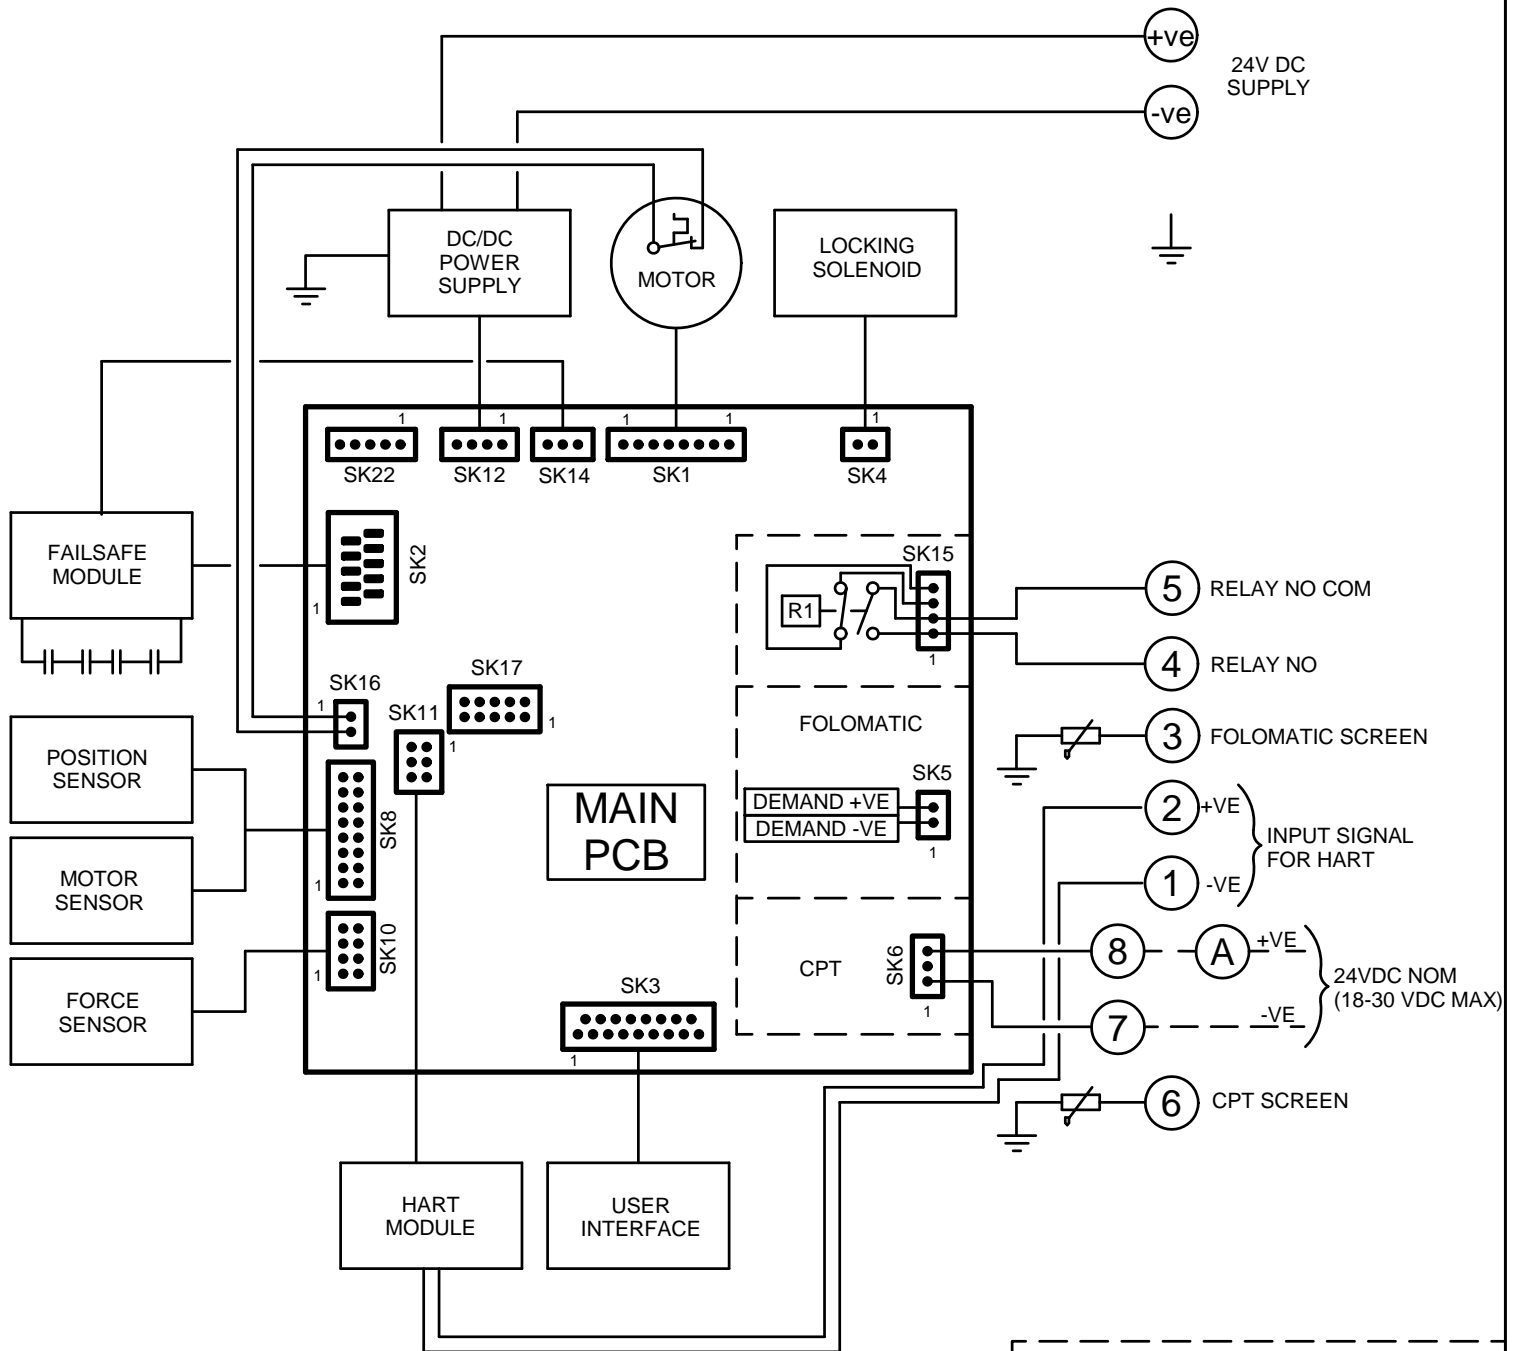 +ve
24V DC
SUPPLY
-ve
DC/DC
POWER
SUPPLY
MOTOR
LOCKING
SOLENOID
1
1
1
1
1
SK22
SK12
SK14
SK1
SK4
FAILSAFE
MODULE
SK2
1
SK15
R1
1
5
RELAY NO COM
4
RELAY NO
SK16
1
SK17
1
SK11
1
FOLOMATIC
3
FOLOMATIC SCREEN
POSITION
SENSOR
MOTOR
SENSOR
SK8
1
MAIN
PCB
SK5
DEMAND +VE
DEMAND -VE
1
2
+VE
1
-VE
INPUT SIGNAL
FOR HART
FORCE
SENSOR
SK10
1
CPT
SK6
1
8
A
+VE
7
-VE
24VDC NOM
(18-30 VDC MAX)
SK3
1
6
CPT SCREEN
HART
MODULE
USER
INTERFACE